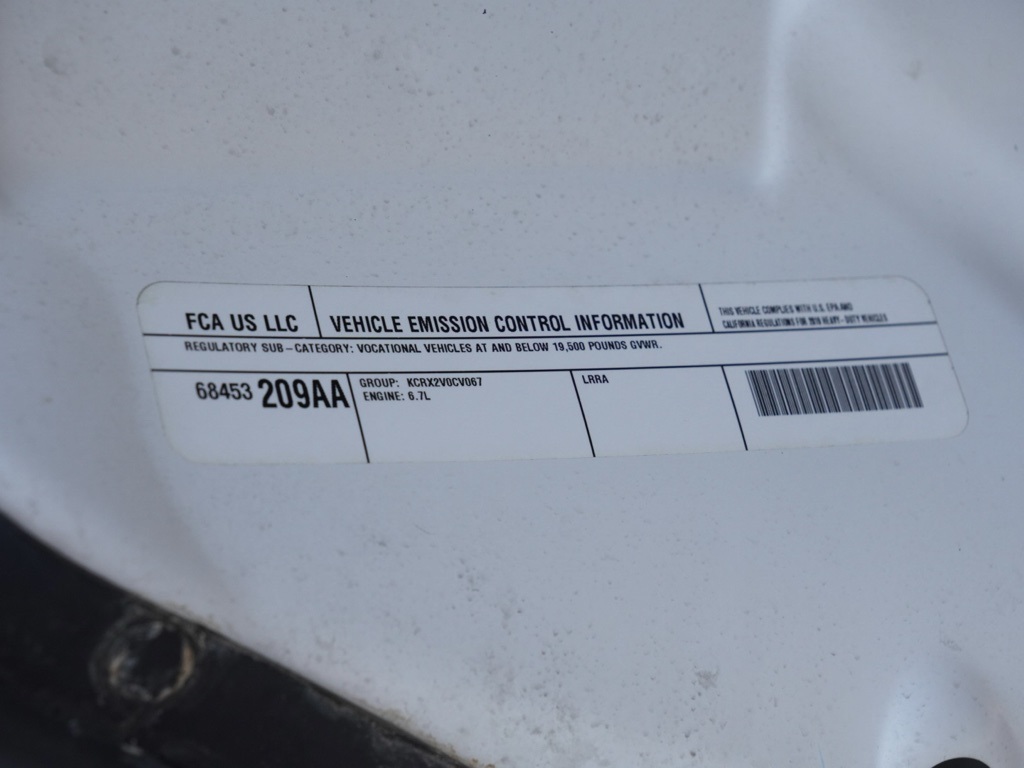 FCA US LLC
VEHICLE EMISSION CONTROL INFORMATION
THIS VEHICLE COMPLIES WITH U.S. EPA AND
CALIFORNIA REGULATIONS FOR 2019 HEAVY-DUTY VEHICLES
REGULATORY SUB-CATEGORY: VOCATIONAL VEHICLES AT AND BELOW 19,500 POUNDS GVWR.
68453 209AA
GROUP: KCRX2V0CV067
ENGINE: 6.7L
LRRA